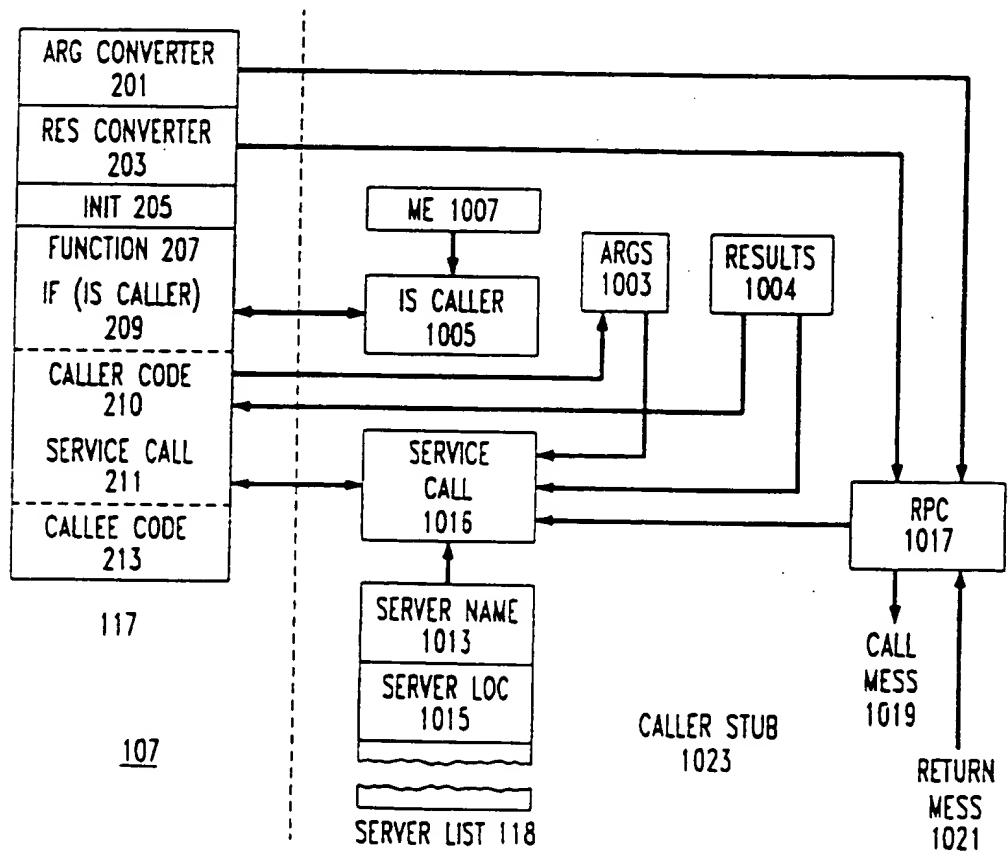 ARG CONVERTER
201
RES CONVERTER
203
INIT 205
FUNCTION 207
IF (IS CALLER)
209
CALLER CODE
210
SERVICE CALL
211
CALLEE CODE
213
117
107
ME 1007
IS CALLER
1005
ARGS
1003
RESULTS
1004
SERVICE
CALL
1016
SERVER NAME
1013
SERVER LOC
1015
SERVER LIST 118
RPC
1017
CALL
MESS
1019
CALLER STUB
1023
RETURN
MESS
1021